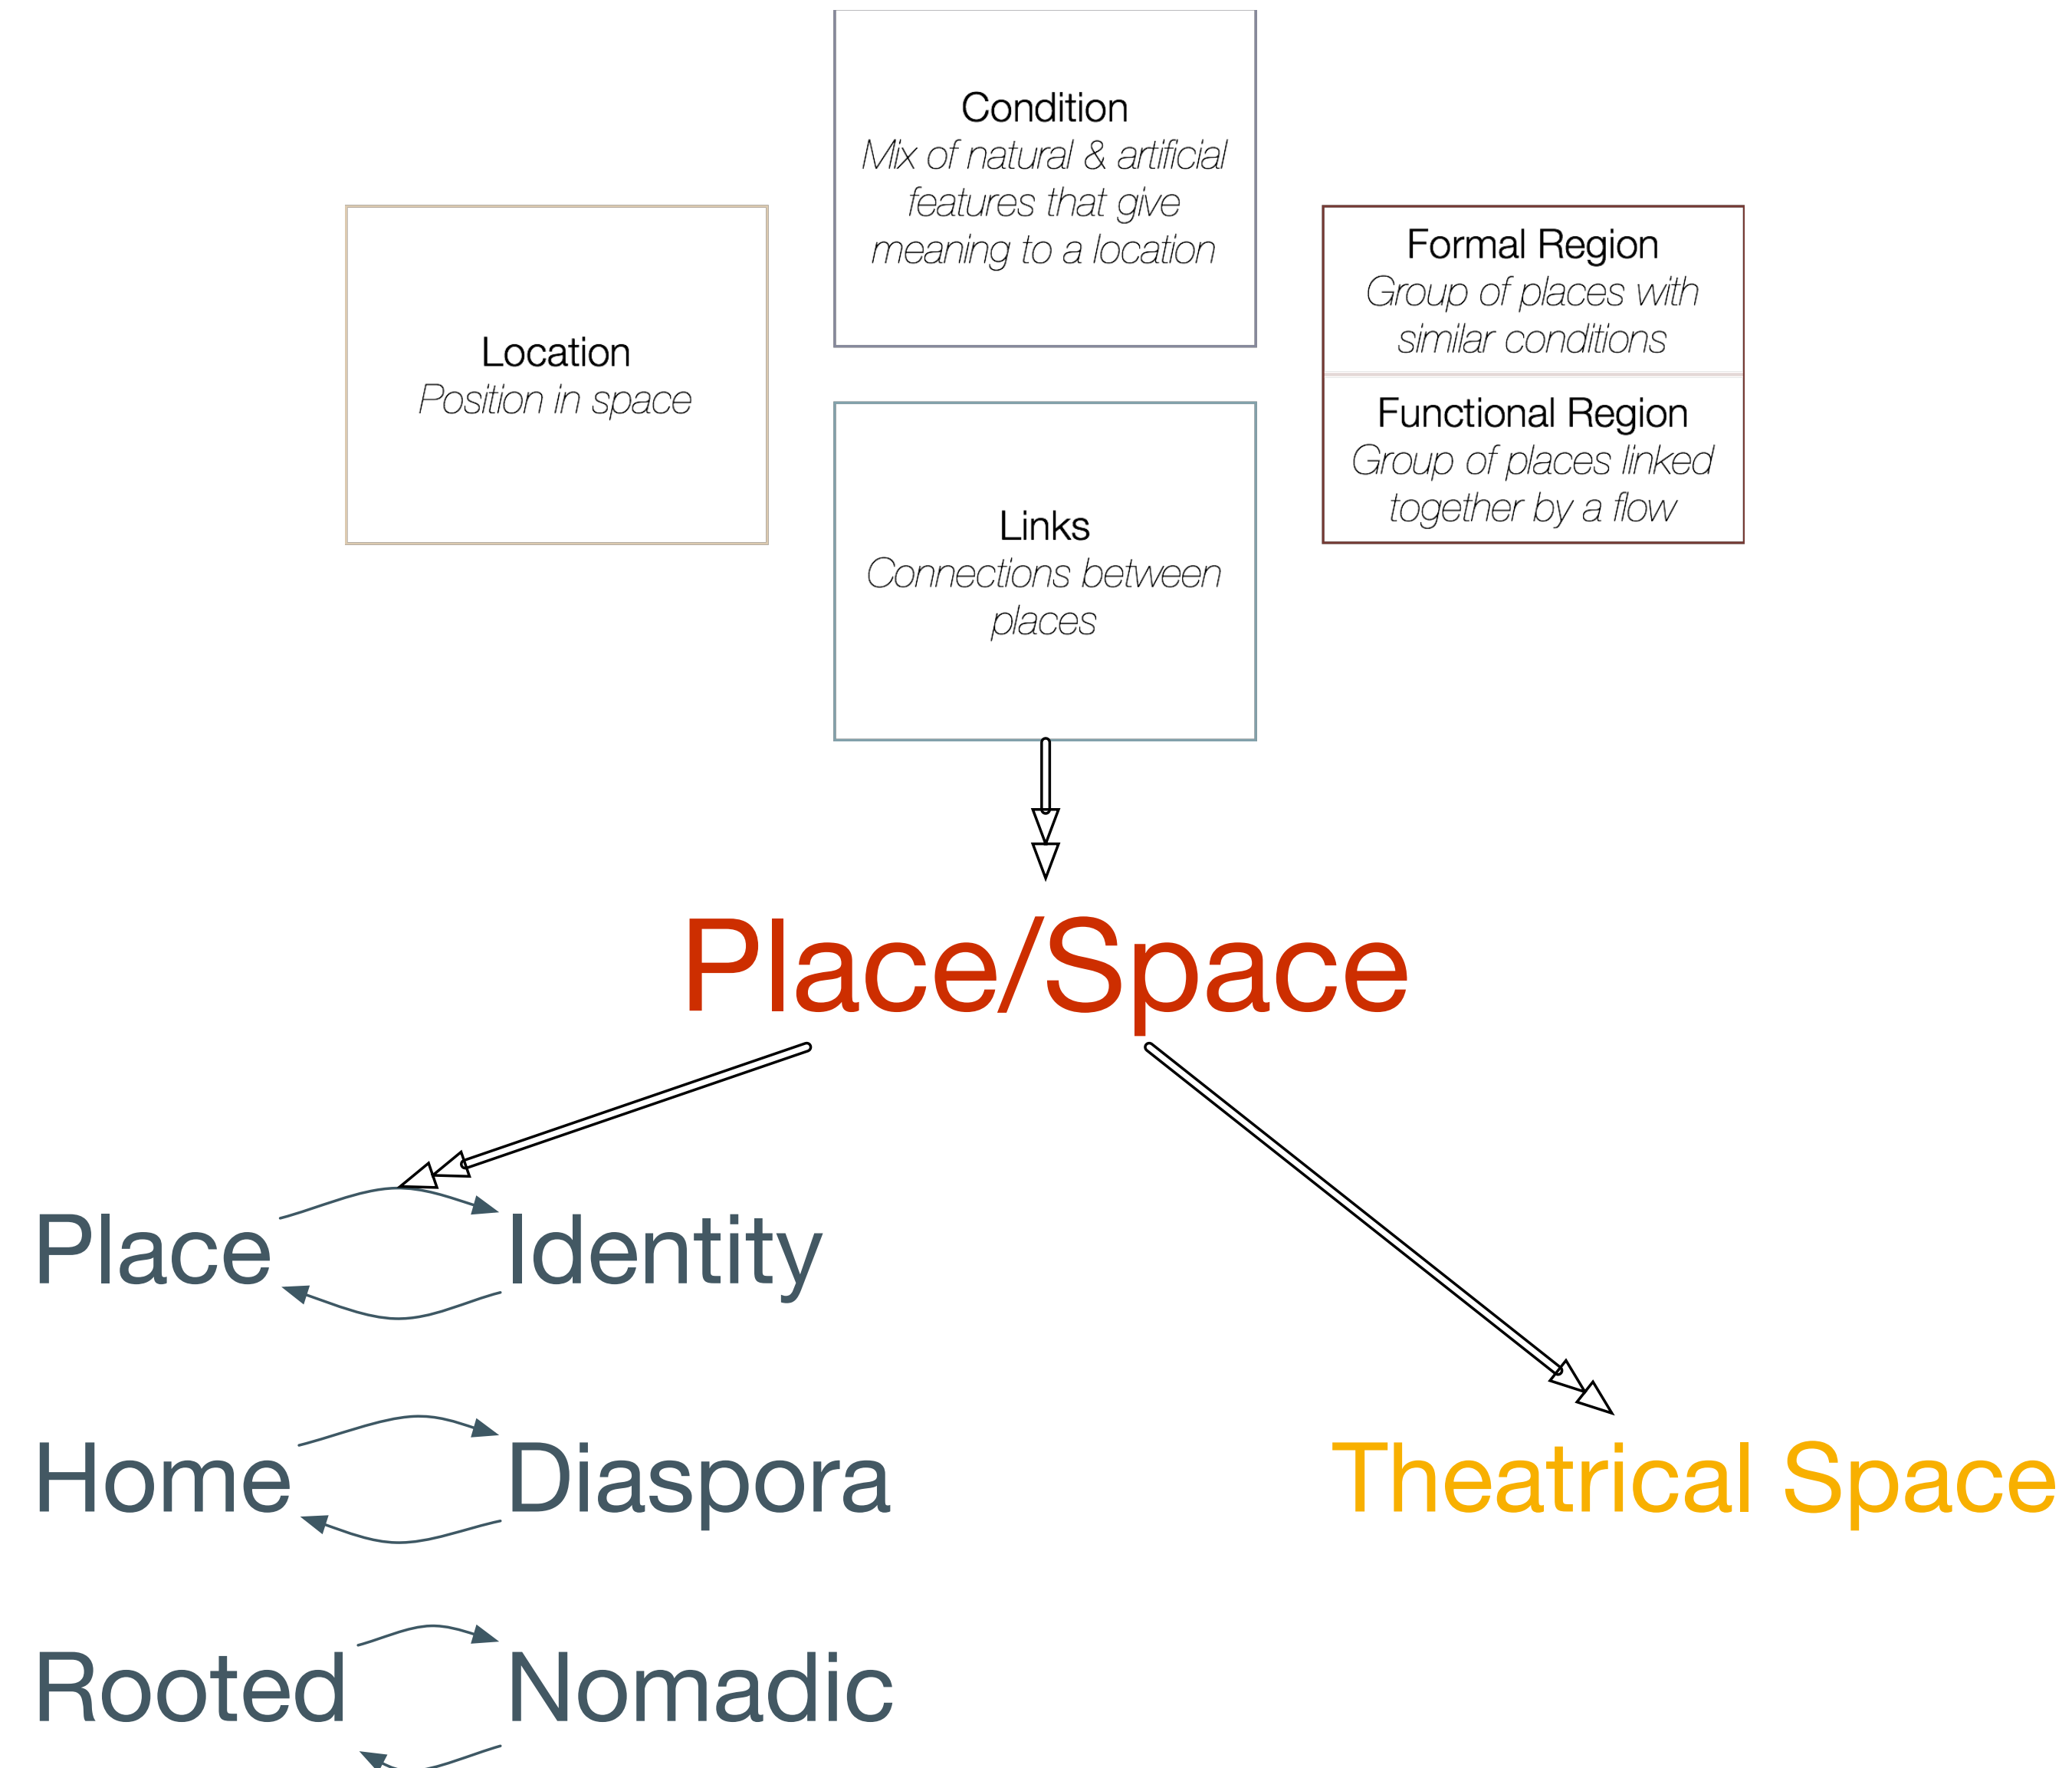 Condition
Mix of natural & artificial
features that give
meaning to a location
Location
Position in space
Formal Region
Group of places with
similar conditions
Functional Region
Group of places linked
together by a flow
Links
Connections between
places
Place/Space
Place Identity
Home Diaspora
Theatrical Space
Rooted Nomadic